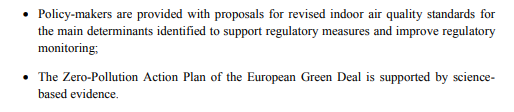 • Policy-makers are provided with proposals for revised indoor air quality standards for
the main determinants identified to support regulatory measures and improve regulatory
monitoring;
• The Zero-Pollution Action Plan of the European Green Deal is supported by science-
based evidence.